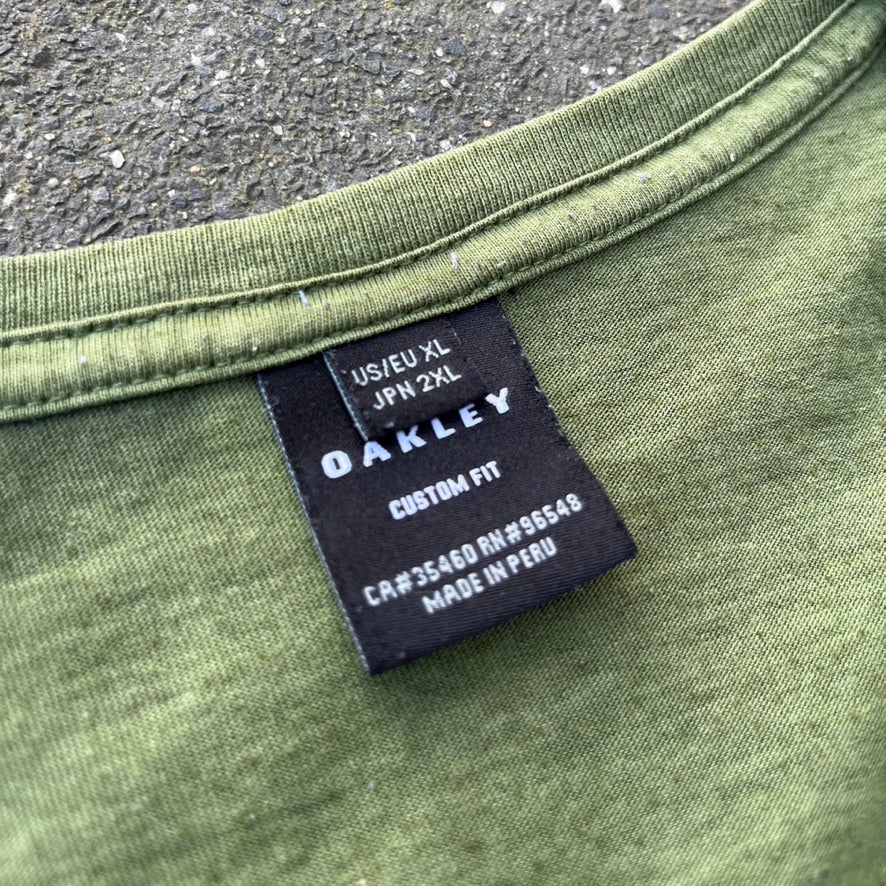 US/EU XL
JPN 2XL
OAKLEY
CUSTOM FIT
CA#35460 RN#96548
MADE IN PERU